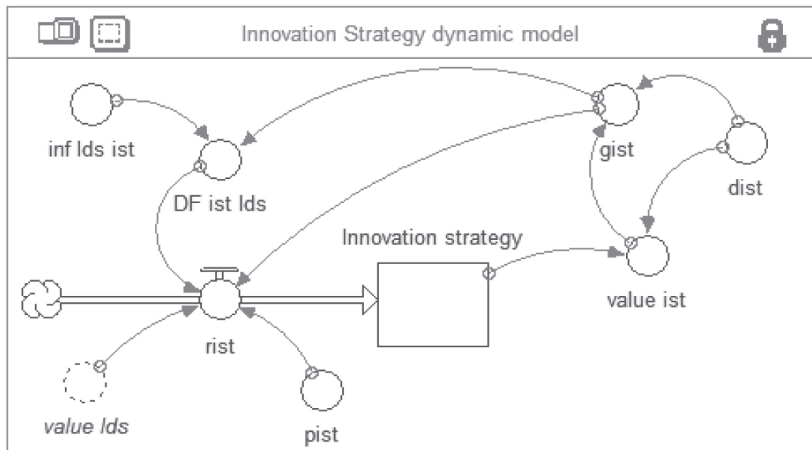 Innovation Strategy dynamic model
inf lds ist
gist
DF ist lds
dist
Innovation strategy
value ist
rist
value lds
pist